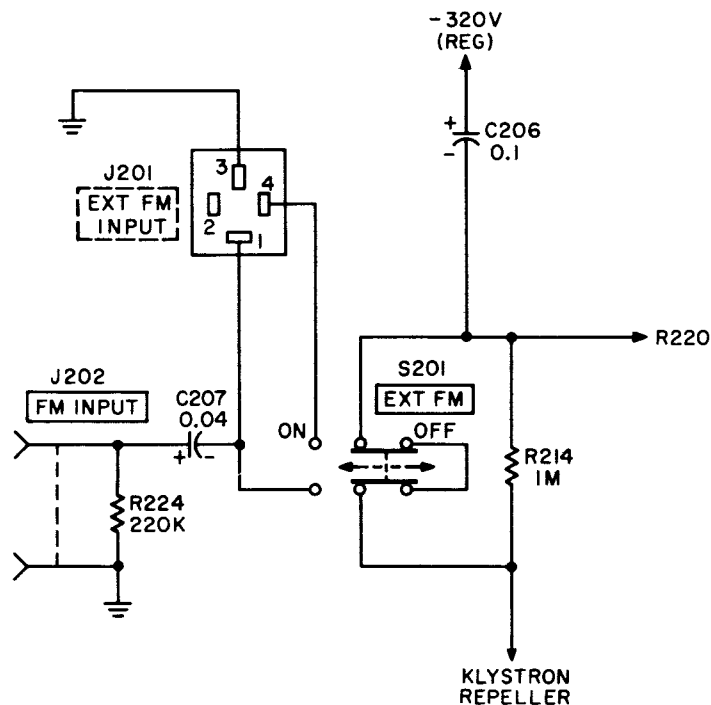 -320V
(REG)
+
C206
-
0.1
J201
EXT FM
INPUT
3
4
2
1
R220
J202
FM INPUT
C207
0.04
+
-
S201
EXT FM
ON
OFF
R224
220K
R214
1M
KLYSTRON
REPELLER